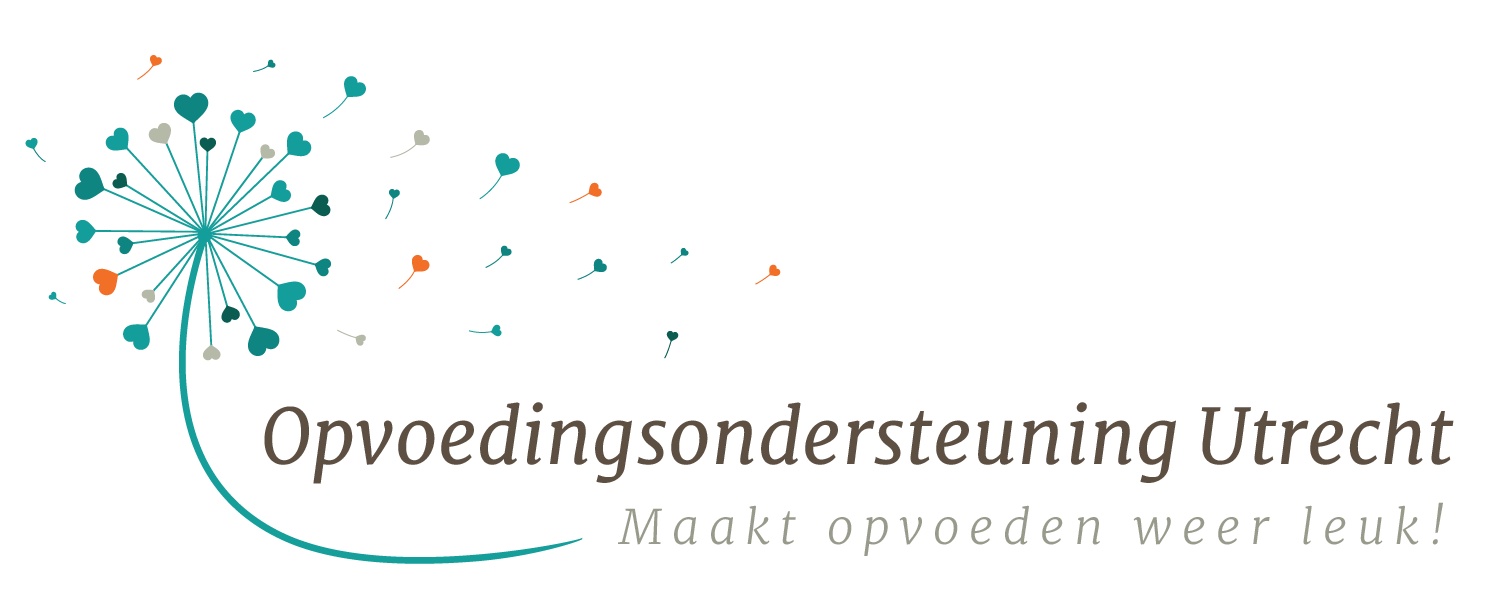 Opvoedingsondersteuning Utrecht
Maakt opvoeden weer leuk!